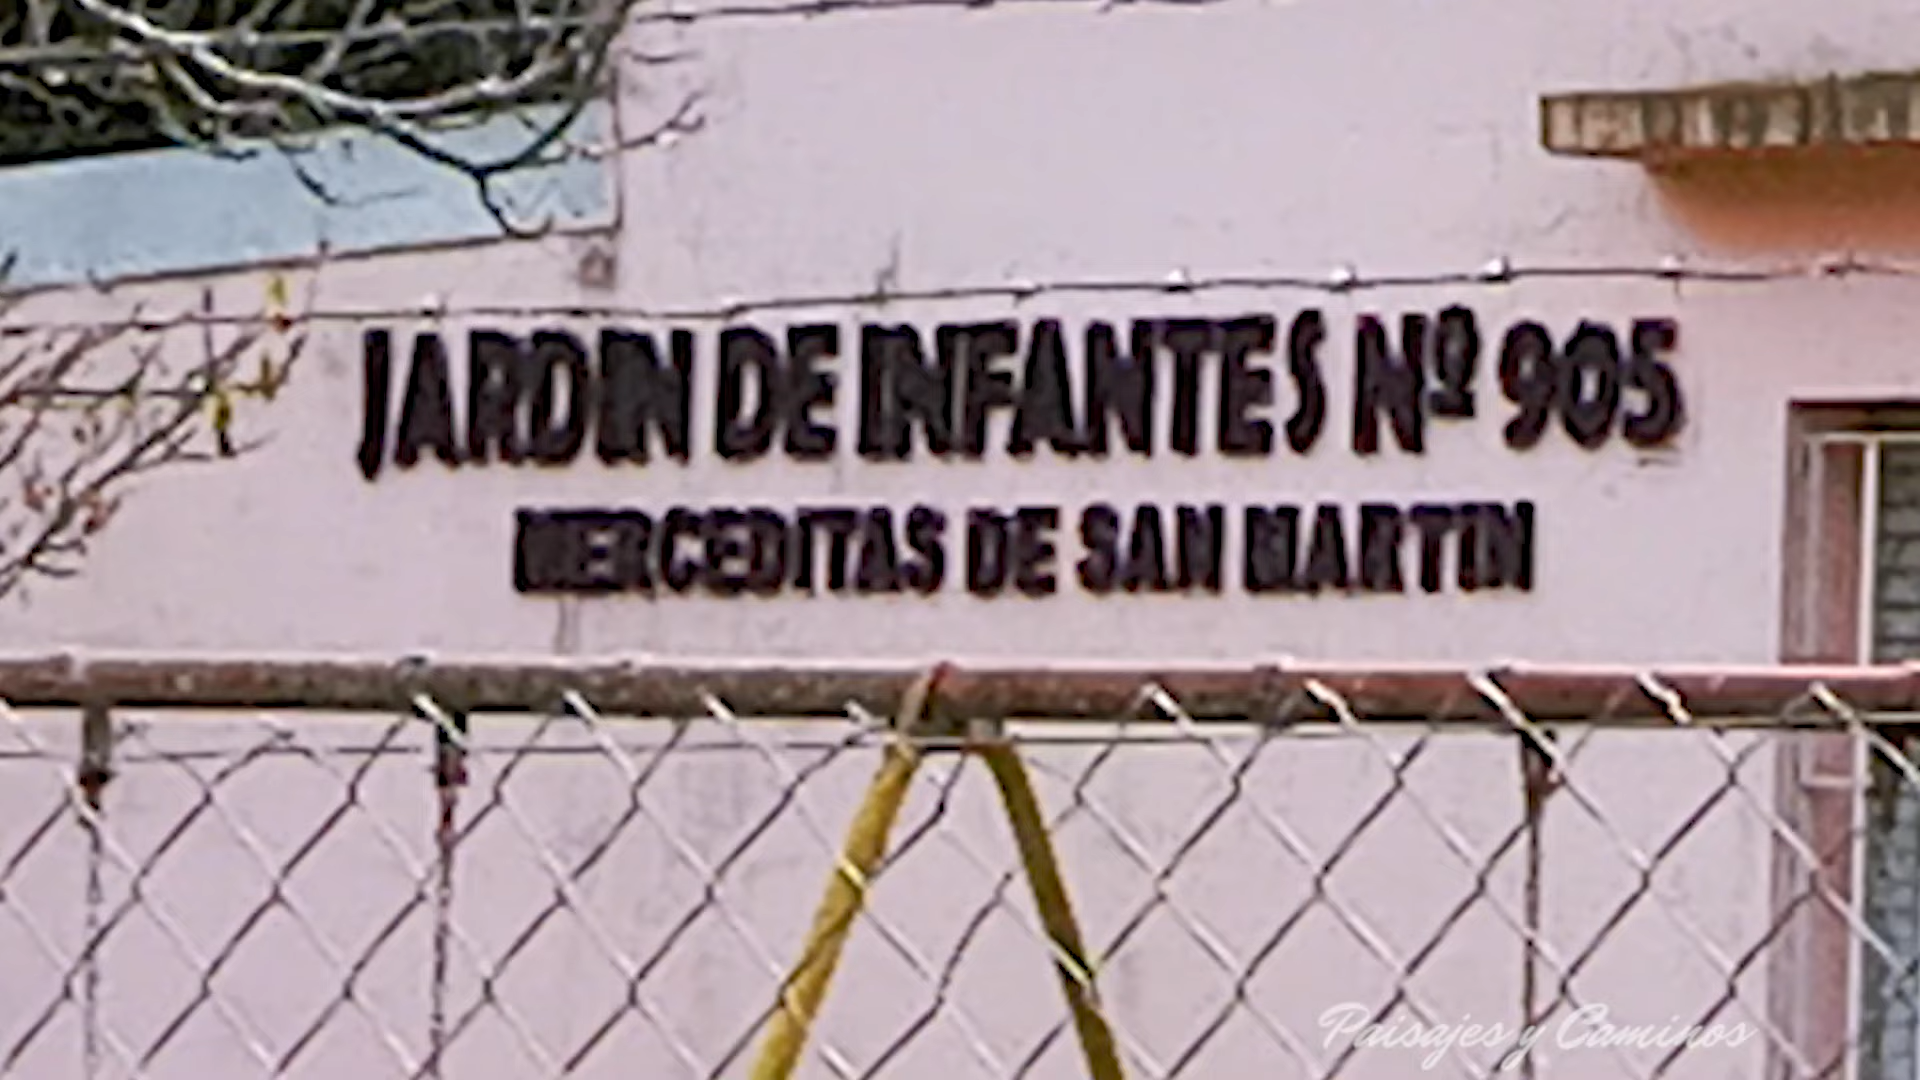 JARDIN DE INFANTES Nº 905
MERCEDITAS DE SAN MARTIN
Paisajes y Caminos